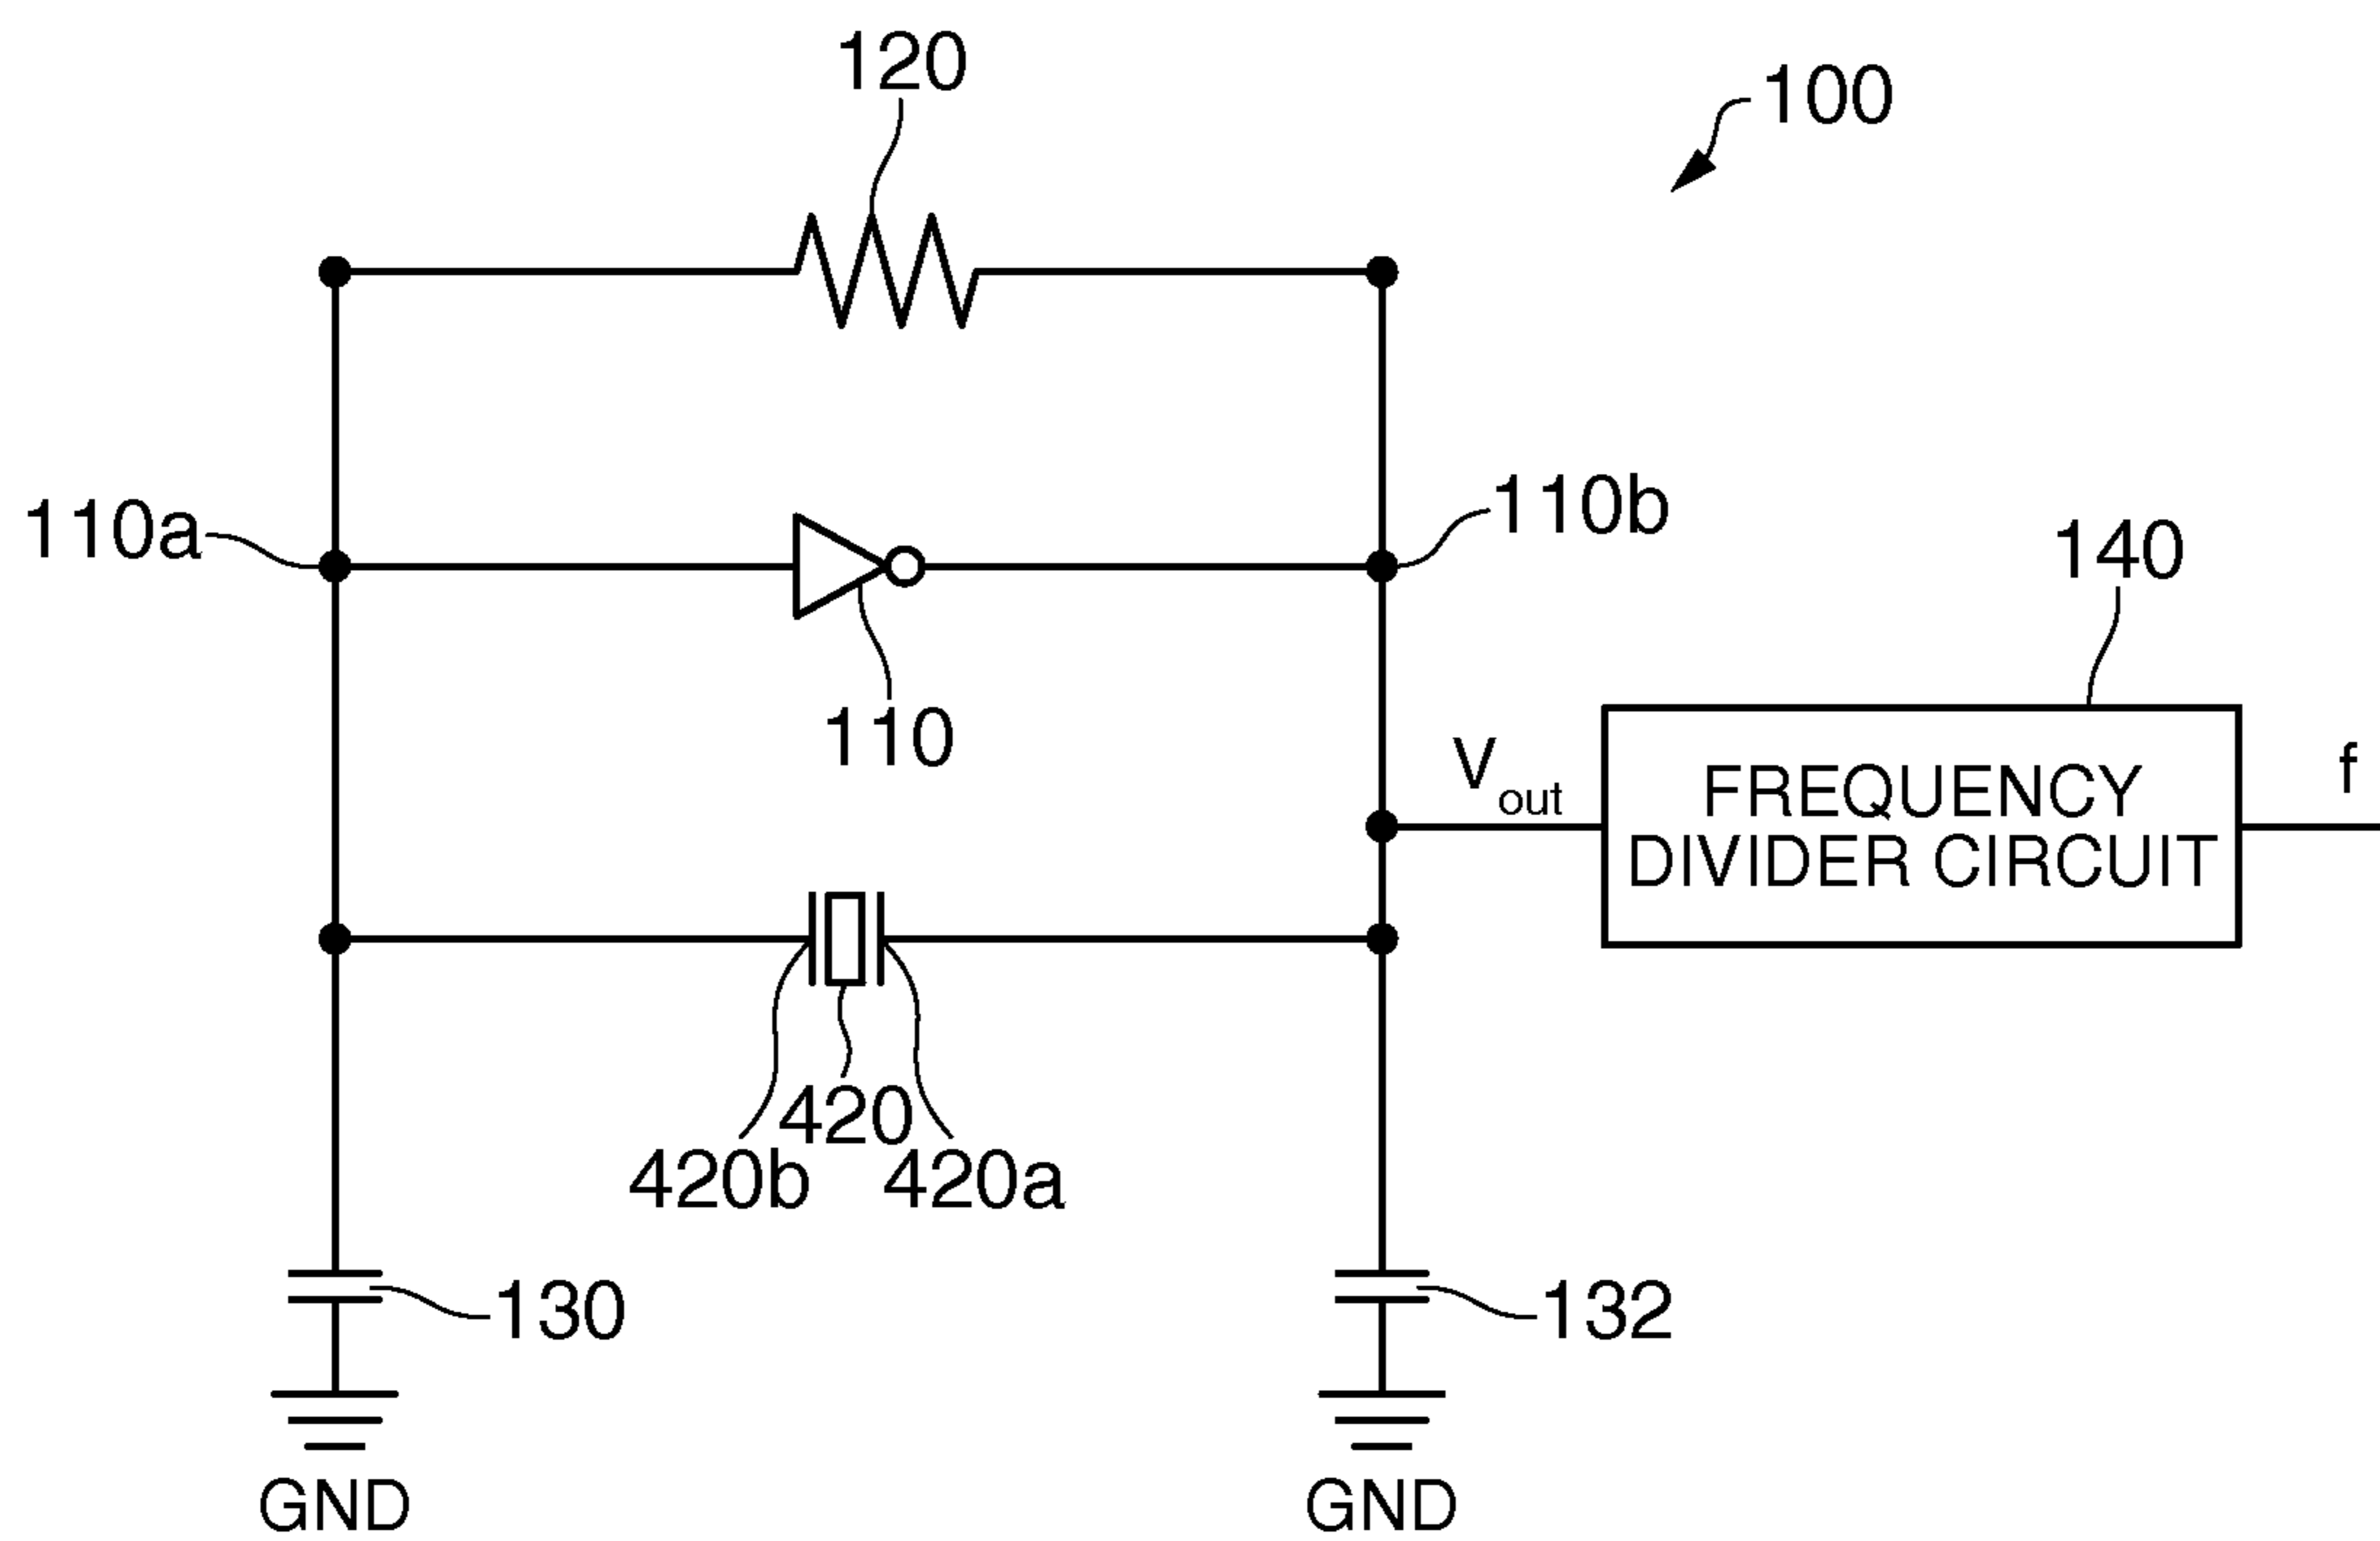 120
100
110a
110b
140
110
Vout
FREQUENCY
DIVIDER CIRCUIT
f
420
420b
420a
130
132
GND
GND